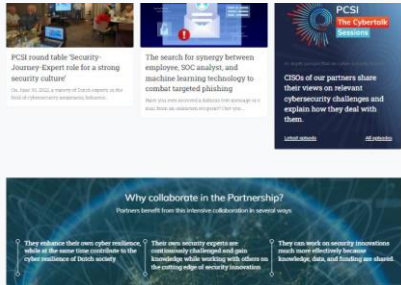 PCSI round table 'Security-
Journey-Expert role for a strong
security culture'
The search for synergy between
employee, SOC analyst, and
machine learning technology to
combat targeted phishing
PCSI
The Cybertalk
Sessions
CISOs of our partners share
their views on relevant
cybersecurity challenges and
explain how they deal with
them.
Latest episode
All episodes
Why collaborate in the Partnership?
Partners benefit from this intensive collaboration in several ways
They enhance their own cyber resilience,
while at the same time contribute to the
cyber resilience of Dutch society
Their own security experts are
continuously challenged and gain
knowledge while working with others on
the cutting edge of security innovation
They can work on security innovations
much more effectively because
knowledge, data, and funding are shared.